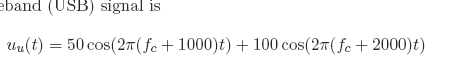 eband (USB) signal is
u_u(t) = 50 cos(2π(f_c + 1000)t) + 100 cos(2π(f_c + 2000)t)